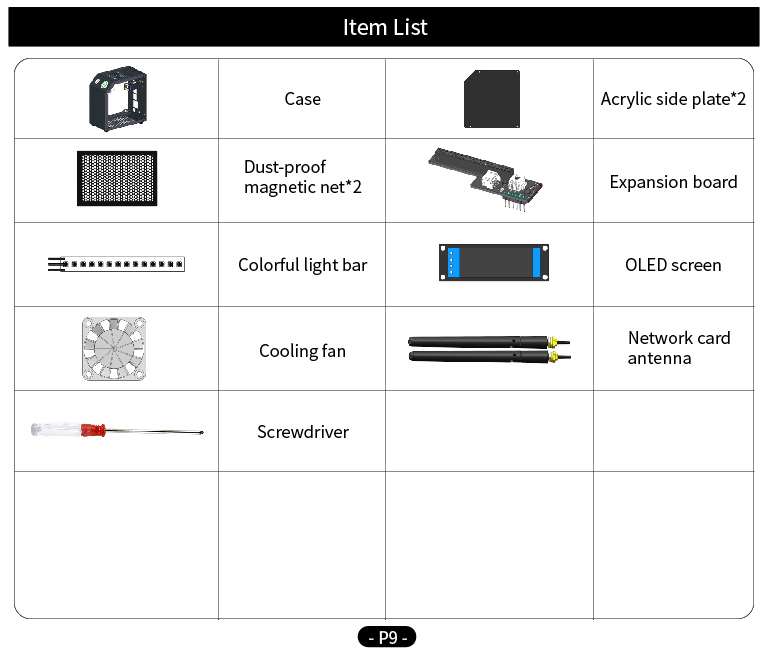 Item List
Case
Acrylic side plate*2
Dust-proof
magnetic net*2
Expansion board
Colorful light bar
OLED screen
Cooling fan
Network card
antenna
Screwdriver
- P9 -